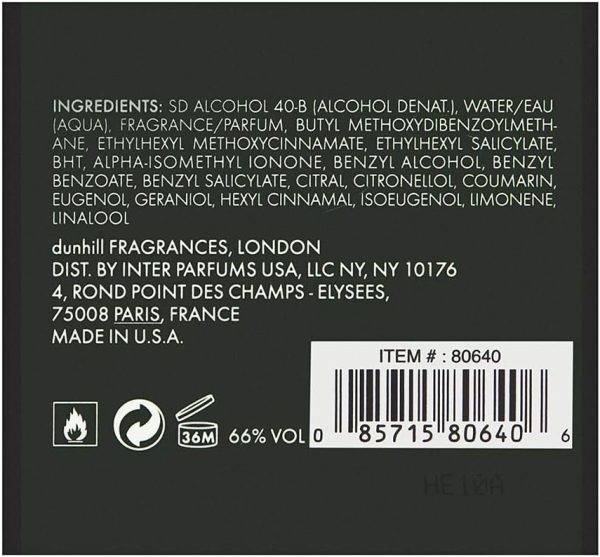 INGREDIENTS: SD ALCOHOL 40-B (ALCOHOL DENAT.), WATER/EAU
(AQUA), FRAGRANCE/PARFUM, BUTYL METHOXYDIBENZOYLMETH-
ANE, ETHYLHEXYL METHOXYCINNAMATE, ETHYLHEXYL SALICYLATE,
BHT, ALPHA-ISOMETHYL IONONE, BENZYL ALCOHOL, BENZYL
BENZOATE, BENZYL SALICYLATE, CITRAL, CITRONELLOL, COUMARIN,
EUGENOL, GERANIOL, HEXYL CINNAMAL, ISOEUGENOL, LIMONENE,
LINALOOL
dunhill FRAGRANCES, LONDON
DIST. BY INTER PARFUMS USA, LLC NY, NY 10176
4, ROND POINT DES CHAMPS - ELYSEES,
75008 PARIS, FRANCE
MADE IN U.S.A.
ITEM # : 80640
36M
66% VOL
0 85715 80640 6
HE10A